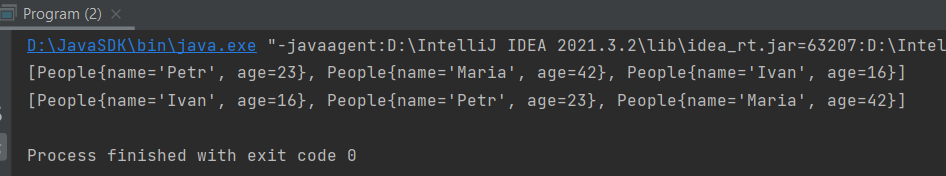 Program (2)
D:\JavaSDK\bin\java.exe "-javaagent:D:\IntelliJ IDEA 2021.3.2\lib\idea_rt.jar=63207:D:\Intel
[People{name='Petr', age=23}, People{name='Maria', age=42}, People{name='Ivan', age=16}]
[People{name='Ivan', age=16}, People{name='Petr', age=23}, People{name='Maria', age=42}]
Process finished with exit code 0